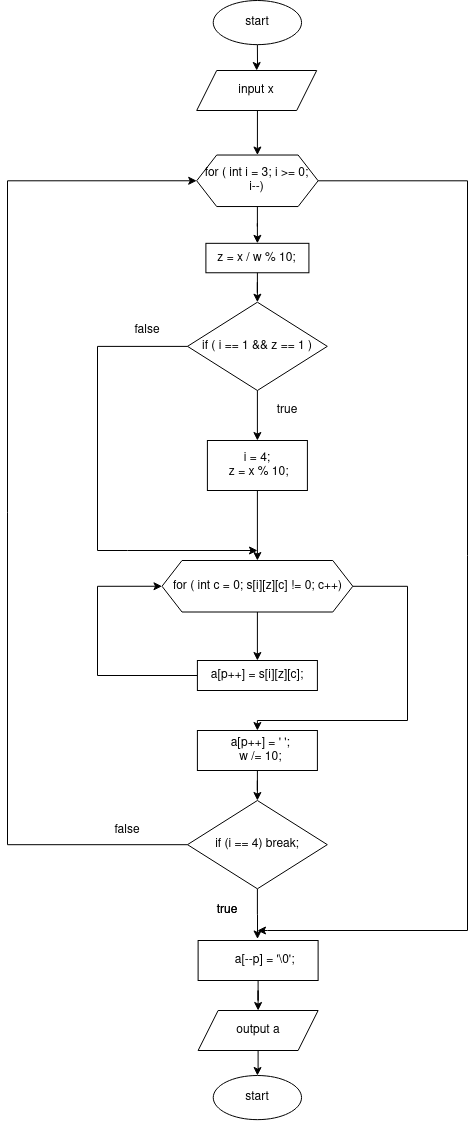 start
input x
for ( int i = 3; i >= 0;
i--)
z = x / w % 10;
false
if ( i == 1 && z == 1 )
true
i = 4;
z = x % 10;
for ( int c = 0; s[i][z][c] != 0; c++)
a[p++] = s[i][z][c];
a[p++] = ' ';
w /= 10;
false
if (i == 4) break;
true
a[--p] = '\0';
output a
start